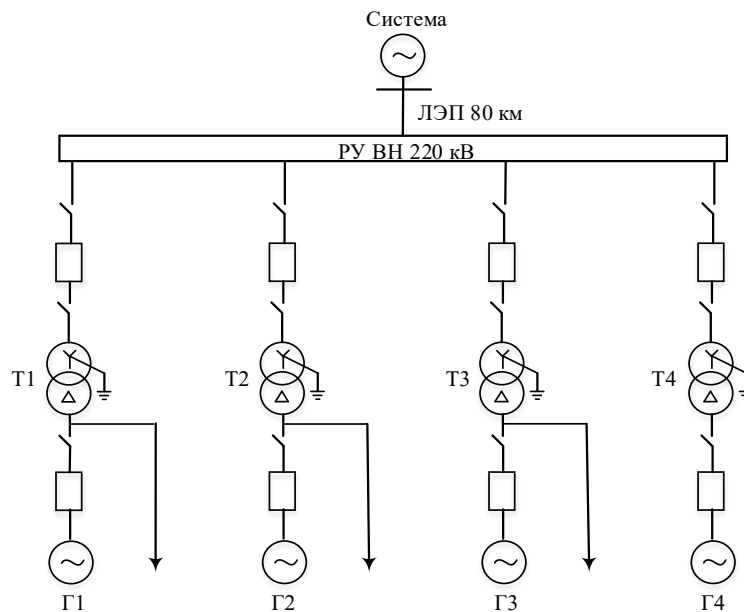 Система
ЛЭП 80 км
РУ ВН 220 кВ
Т1
Т2
Т3
Т4
Г1
Г2
Г3
Г4